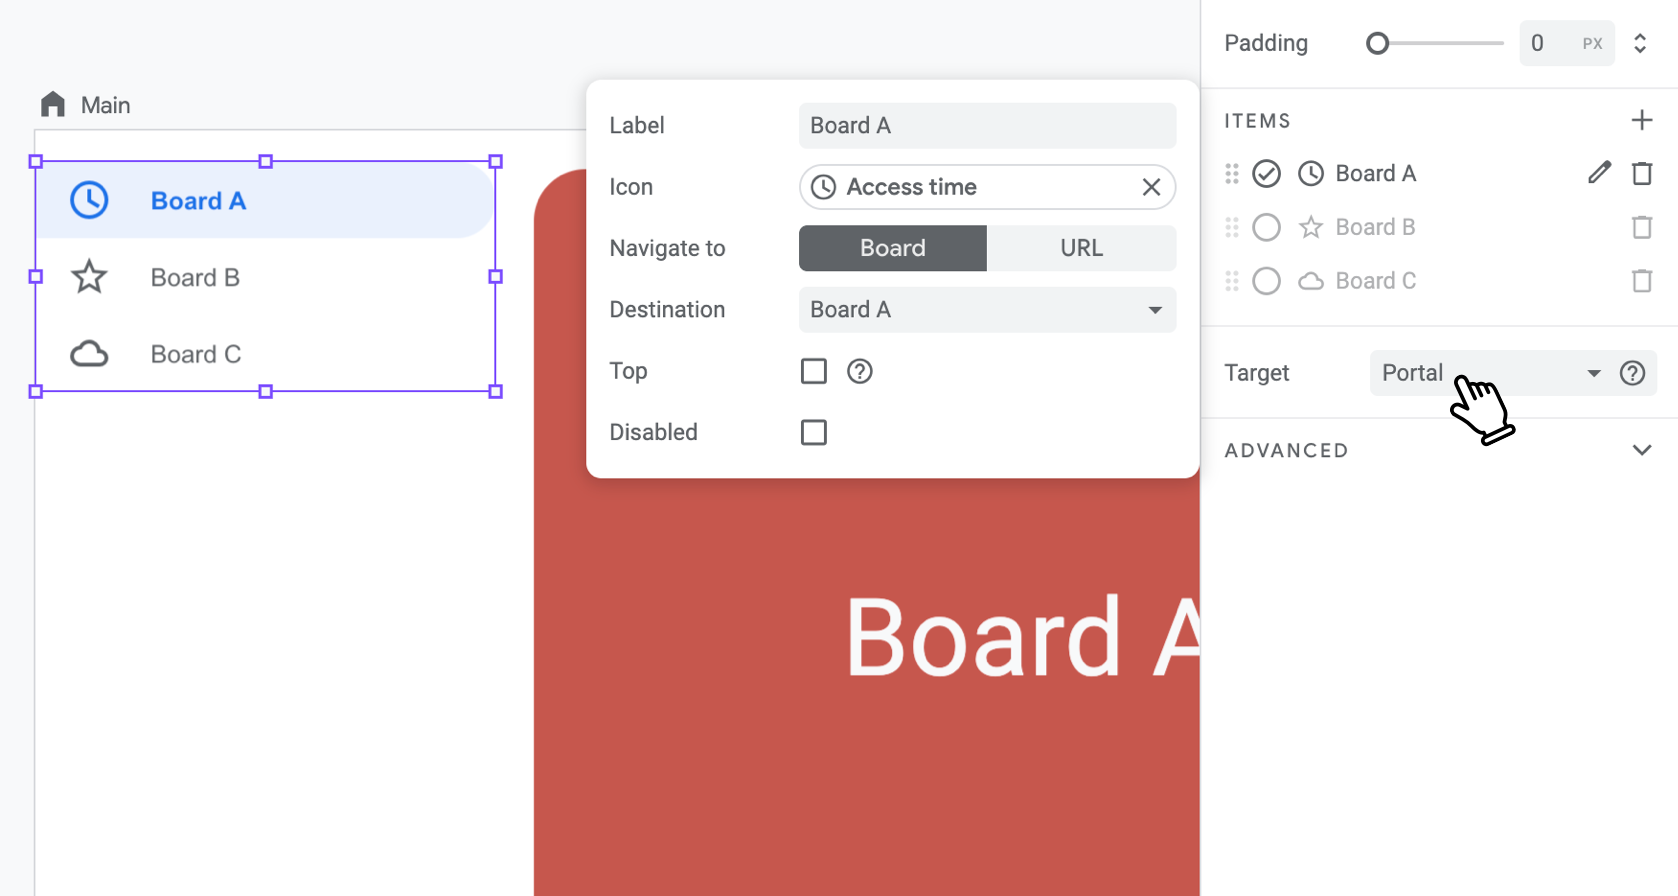 Main
Board A
Board B
Board C
Label
Board A
Icon
Access time
Navigate to
Board
URL
Destination
Board A
Top
Disabled
Board A
Padding
0 PX
ITEMS
Board A
Board B
Board C
Target
Portal
ADVANCED